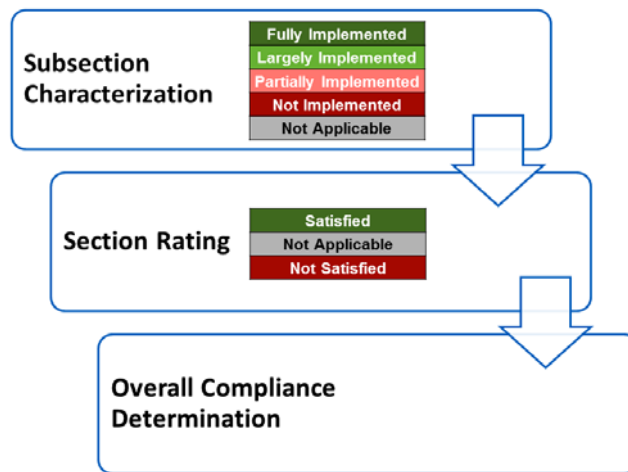 Subsection
Characterization
Fully Implemented
Largely Implemented
Partially Implemented
Not Implemented
Not Applicable
Section Rating
Satisfied
Not Applicable
Not Satisfied
Overall Compliance
Determination